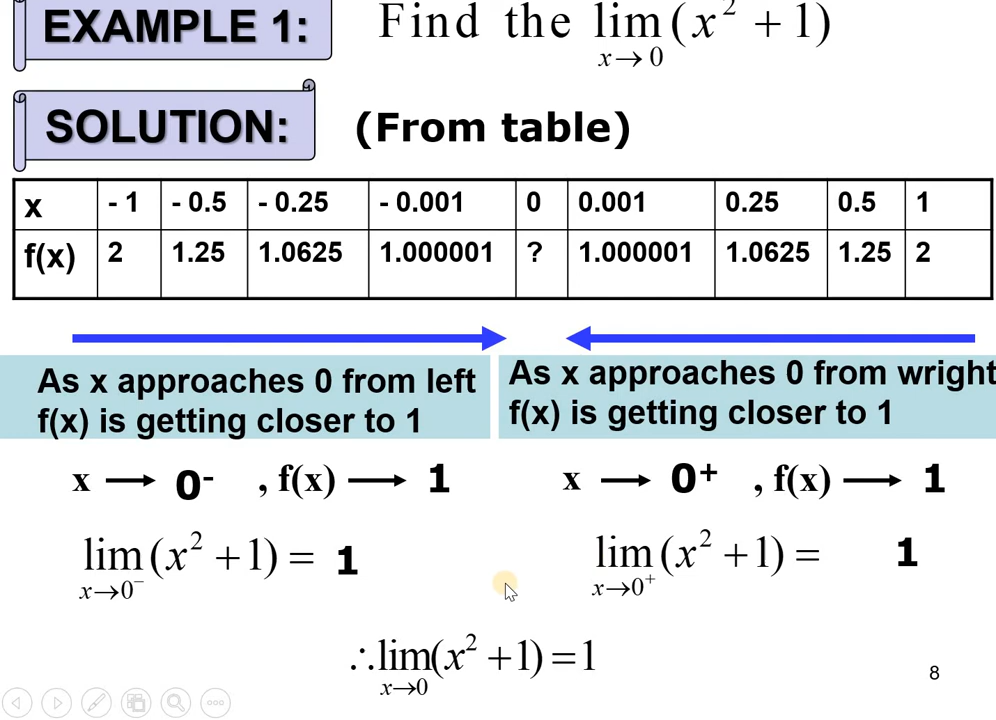 EXAMPLE 1: Find the lim x→0 (x² + 1)
SOLUTION: (From table)
x - 1 - 0.5 - 0.25 - 0.001 0 0.001 0.25 0.5 1
f(x) 2 1.25 1.0625 1.000001 ? 1.000001 1.0625 1.25 2
As x approaches 0 from left
f(x) is getting closer to 1
As x approaches 0 from wright
f(x) is getting closer to 1
x → 0⁻ , f(x) → 1
x → 0⁺ , f(x) → 1
lim x→0⁻ (x² + 1) = 1
lim x→0⁺ (x² + 1) = 1
∴ lim x→0 (x² + 1) = 1
8